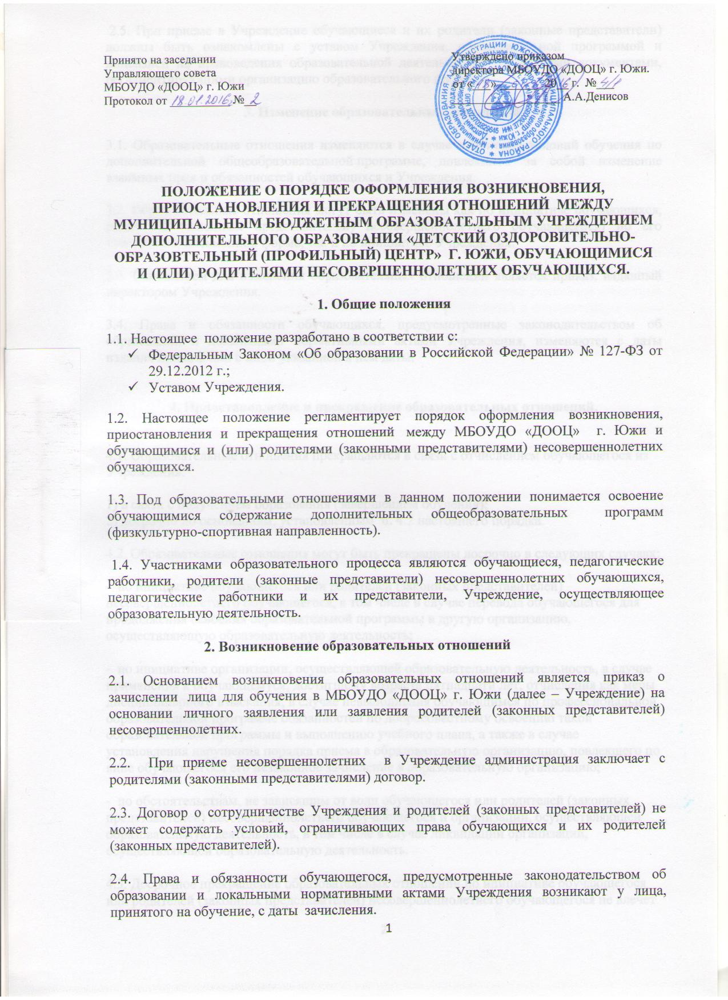 Принято на заседании
Управляющего совета
МБОУДО «ДООЦ» г. Южи
Протокол от 18.01.2016г № 2
Утверждено приказом
директора МБОУДО «ДООЦ» г. Южи.
от «18» 2016 г. № 4/1
А.А.Денисов
ПОЛОЖЕНИЕ О ПОРЯДКЕ ОФОРМЛЕНИЯ ВОЗНИКНОВЕНИЯ,
ПРИОСТАНОВЛЕНИЯ И ПРЕКРАЩЕНИЯ ОТНОШЕНИЙ МЕЖДУ
МУНИЦИПАЛЬНЫМ БЮДЖЕТНЫМ ОБРАЗОВАТЕЛЬНЫМ УЧРЕЖДЕНИЕМ
ДОПОЛНИТЕЛЬНОГО ОБРАЗОВАНИЯ «ДЕТСКИЙ ОЗДОРОВИТЕЛЬНО-
ОБРАЗОВТЕЛЬНЫЙ (ПРОФИЛЬНЫЙ) ЦЕНТР» Г. ЮЖИ, ОБУЧАЮЩИМИСЯ
И (ИЛИ) РОДИТЕЛЯМИ НЕСОВЕРШЕННОЛЕТНИХ ОБУЧАЮЩИХСЯ.
1. Общие положения
1.1. Настоящее положение разработано в соответствии с:
✓ Федеральным Законом «Об образовании в Российской Федерации» № 127-ФЗ от
29.12.2012 г.;
✓ Уставом Учреждения.
1.2. Настоящее положение регламентирует порядок оформления возникновения,
приостановления и прекращения отношений между МБОУДО «ДООЦ» г. Южи и
обучающимися и (или) родителями (законными представителями) несовершеннолетних
обучающихся.
1.3. Под образовательными отношениями в данном положении понимается освоение
обучающимися содержание дополнительных общеобразовательных программ
(физкультурно-спортивная направленность).
1.4. Участниками образовательного процесса являются обучающиеся, педагогические
работники, родители (законные представители) несовершеннолетних обучающихся,
педагогические работники и их представители, Учреждение, осуществляющее
образовательную деятельность.
2. Возникновение образовательных отношений
2.1. Основанием возникновения образовательных отношений является приказ о
зачислении лица для обучения в МБОУДО «ДООЦ» г. Южи (далее – Учреждение) на
основании личного заявления или заявления родителей (законных представителей)
несовершеннолетних.
2.2. При приеме несовершеннолетних в Учреждение администрация заключает с
родителями (законными представителями) договор.
2.3. Договор о сотрудничестве Учреждения и родителей (законных представителей) не
может содержать условий, ограничивающих права обучающихся и их родителей
(законных представителей).
2.4. Права и обязанности обучающегося, предусмотренные законодательством об
образовании и локальными нормативными актами Учреждения возникают у лица,
принятого на обучение, с даты зачисления.
1